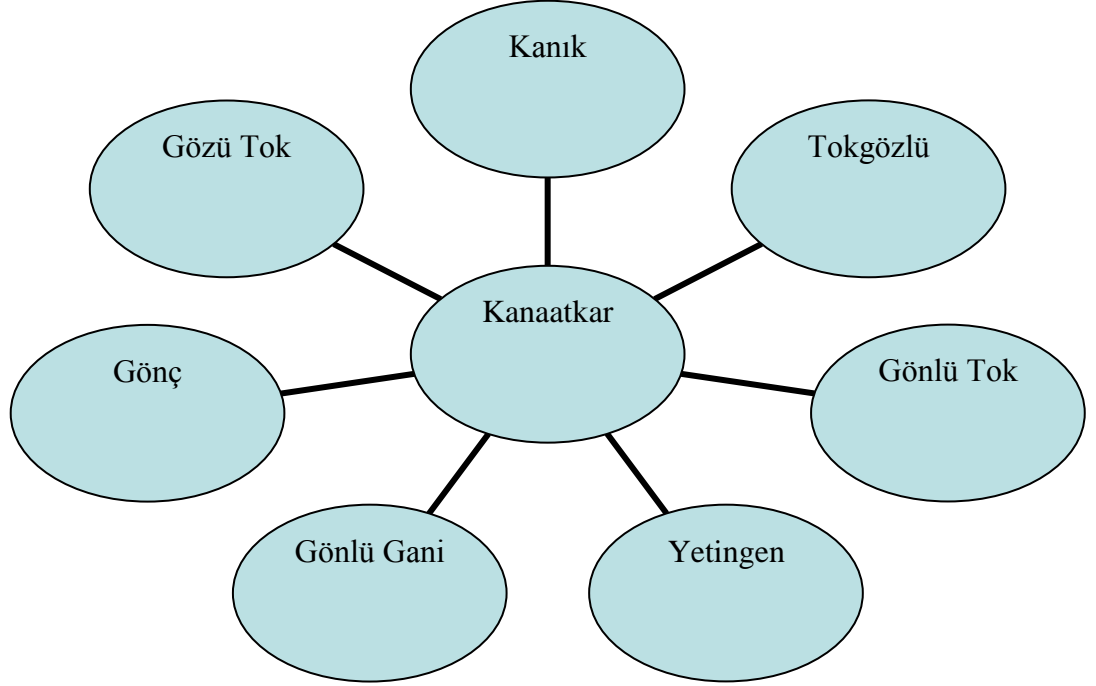 Kanık
Gözü Tok
Tokgözlü
Kanaatkar
Gönç
Gönlü Tok
Gönlü Gani
Yetingen